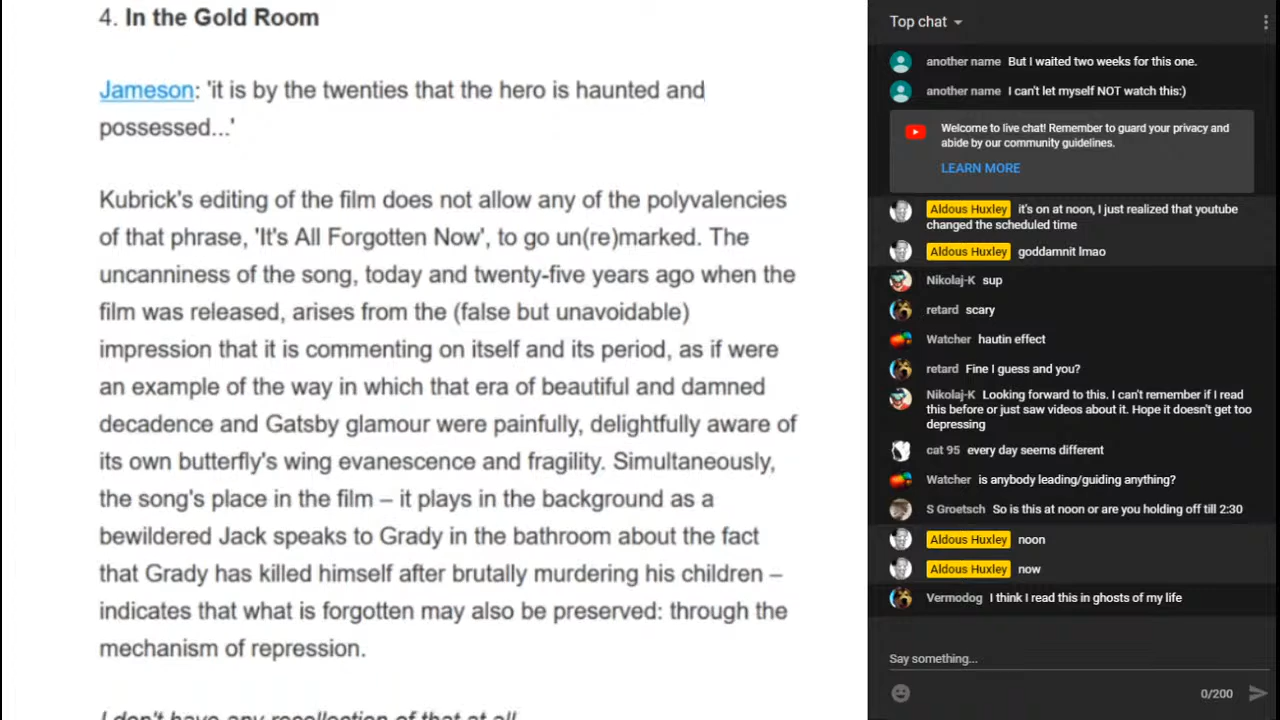 4. In the Gold Room
Jameson: 'it is by the twenties that the hero is haunted and
possessed...'
Kubrick's editing of the film does not allow any of the polyvalencies
of that phrase, 'It's All Forgotten Now', to go un(re)marked. The
uncanniness of the song, today and twenty-five years ago when the
film was released, arises from the (false but unavoidable)
impression that it is commenting on itself and its period, as if were
an example of the way in which that era of beautiful and damned
decadence and Gatsby glamour were painfully, delightfully aware of
its own butterfly's wing evanescence and fragility. Simultaneously,
the song's place in the film – it plays in the background as a
bewildered Jack speaks to Grady in the bathroom about the fact
that Grady has killed himself after brutally murdering his children –
indicates that what is forgotten may also be preserved: through the
mechanism of repression.
I don't have any recollection of that at all
Top chat
another name But I waited two weeks for this one.
another name I can't let myself NOT watch this:)
Welcome to live chat! Remember to guard your privacy and
abide by our community guidelines.
LEARN MORE
Aldous Huxley it's on at noon, I just realized that youtube
changed the scheduled time
Aldous Huxley goddamnit lmao
Nikolaj-K sup
retard scary
Watcher hautin effect
retard Fine I guess and you?
Nikolaj-K Looking forward to this. I can't remember if I read
this before or just saw videos about it. Hope it doesn't get too
depressing
cat 95 every day seems different
Watcher is anybody leading/guiding anything?
S Groetsch So is this at noon or are you holding off till 2:30
Aldous Huxley noon
Aldous Huxley now
Vermodog I think I read this in ghosts of my life
Say something...
0/200